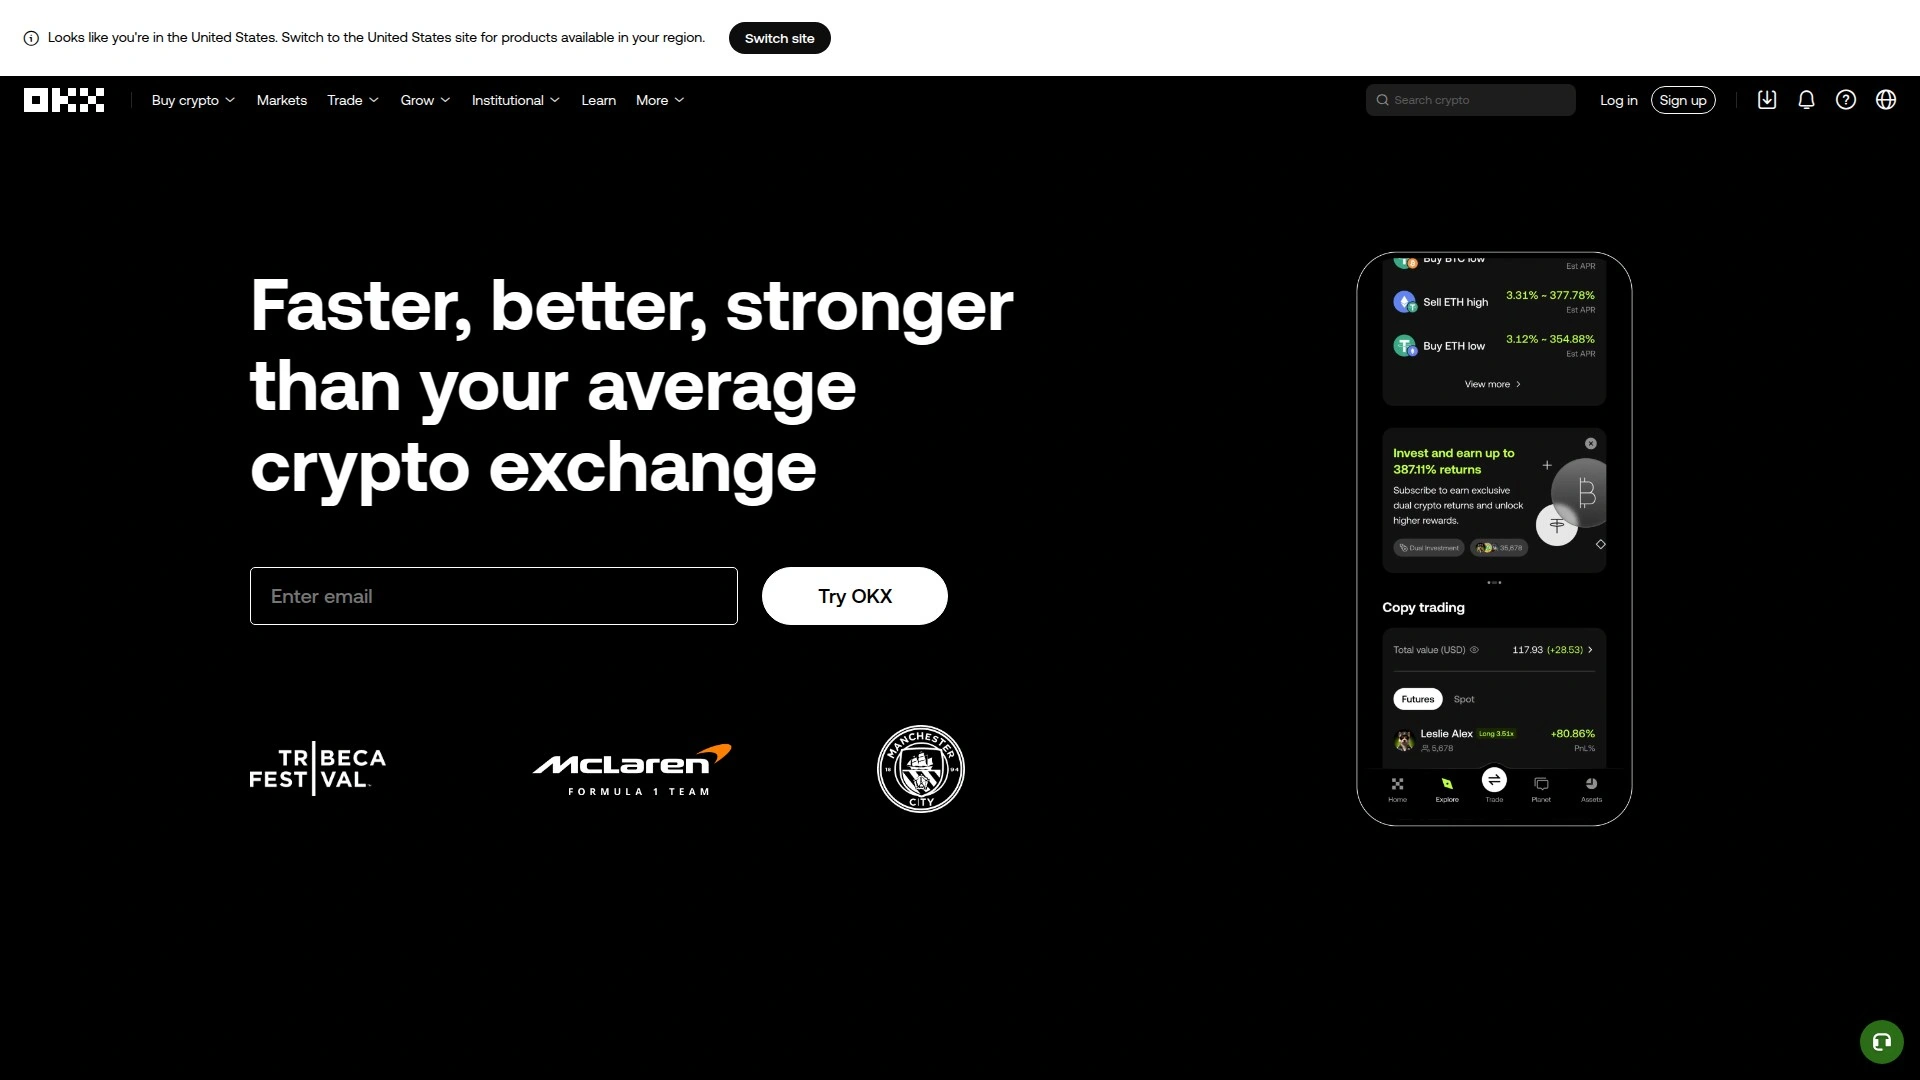 Looks like you're in the United States. Switch to the United States site for products available in your region.
Switch site
OKX
Buy crypto
Markets
Trade
Grow
Institutional
Learn
More
Search crypto
Log in
Sign up
Faster, better, stronger
than your average
crypto exchange
Enter email
Try OKX
TRIBECA
FESTIVAL
McLaren
FORMULA 1 TEAM
MANCHESTER
18 94
CITY
Buy BTC low
Est APR
Sell ETH high
3.31% ~ 377.78%
Est APR
Buy ETH low
3.12% ~ 354.88%
Est APR
View more
Invest and earn up to
387.11% returns
Subscribe to earn exclusive
dual crypto returns and unlock
higher rewards.
Dual Investment
35,678
Copy trading
Total value (USD)
117.93 (+28.53)
Futures
Spot
Leslie Alex
Long 3.51x
+80.86%
5,678
PnL%
Home
Explore
Trade
Planet
Assets